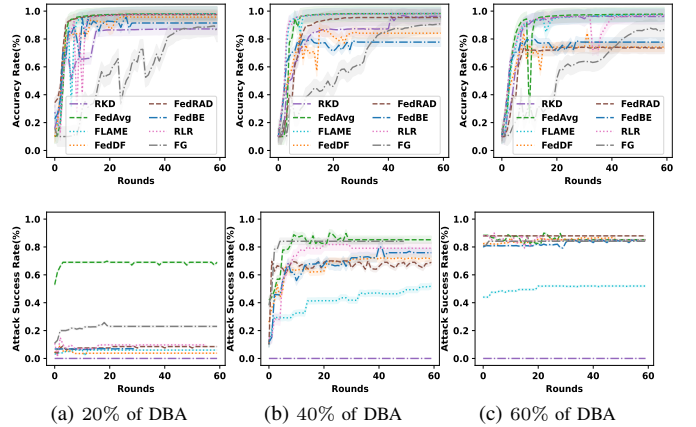 1.0
0.8
0.6
0.4
0.2
0.0
Accuracy Rate(%)
RKD
FedAvg
FLAME
FedDF
FedRAD
FedBE
RLR
FG
0 20 40 60
Rounds
1.0
0.8
0.6
0.4
0.2
0.0
Accuracy Rate(%)
RKD
FedAvg
FLAME
FedDF
FedRAD
FedBE
RLR
FG
0 20 40 60
Rounds
1.0
0.8
0.6
0.4
0.2
0.0
Accuracy Rate(%)
RKD
FedAvg
FLAME
FedDF
FedRAD
FedBE
RLR
FG
0 20 40 60
Rounds
1.0
0.8
0.6
0.4
0.2
0.0
Attack Success Rate(%)
0 20 40 60
Rounds
1.0
0.8
0.6
0.4
0.2
0.0
Attack Success Rate(%)
0 20 40 60
Rounds
1.0
0.8
0.6
0.4
0.2
0.0
Attack Success Rate(%)
0 20 40 60
Rounds
(a) 20% of DBA
(b) 40% of DBA
(c) 60% of DBA